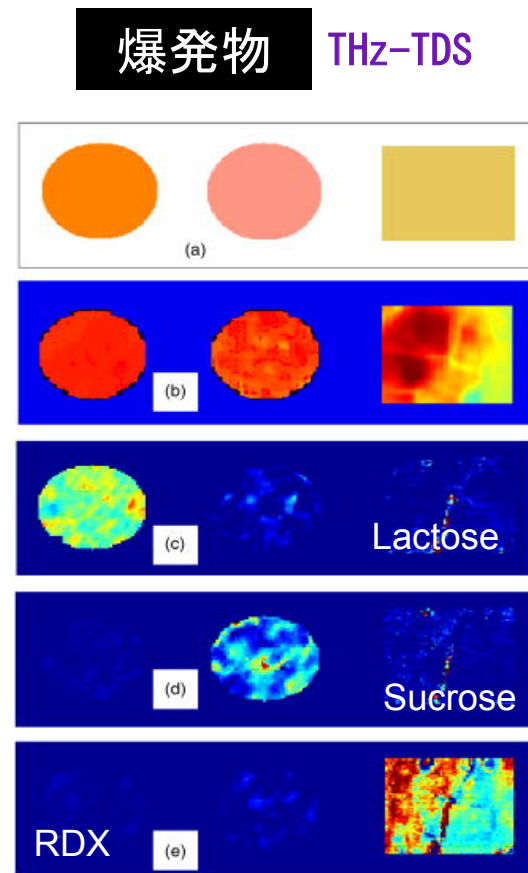 爆発物 THz-TDS
(a)
(b)
(c) Lactose
(d) Sucrose
RDX (e)